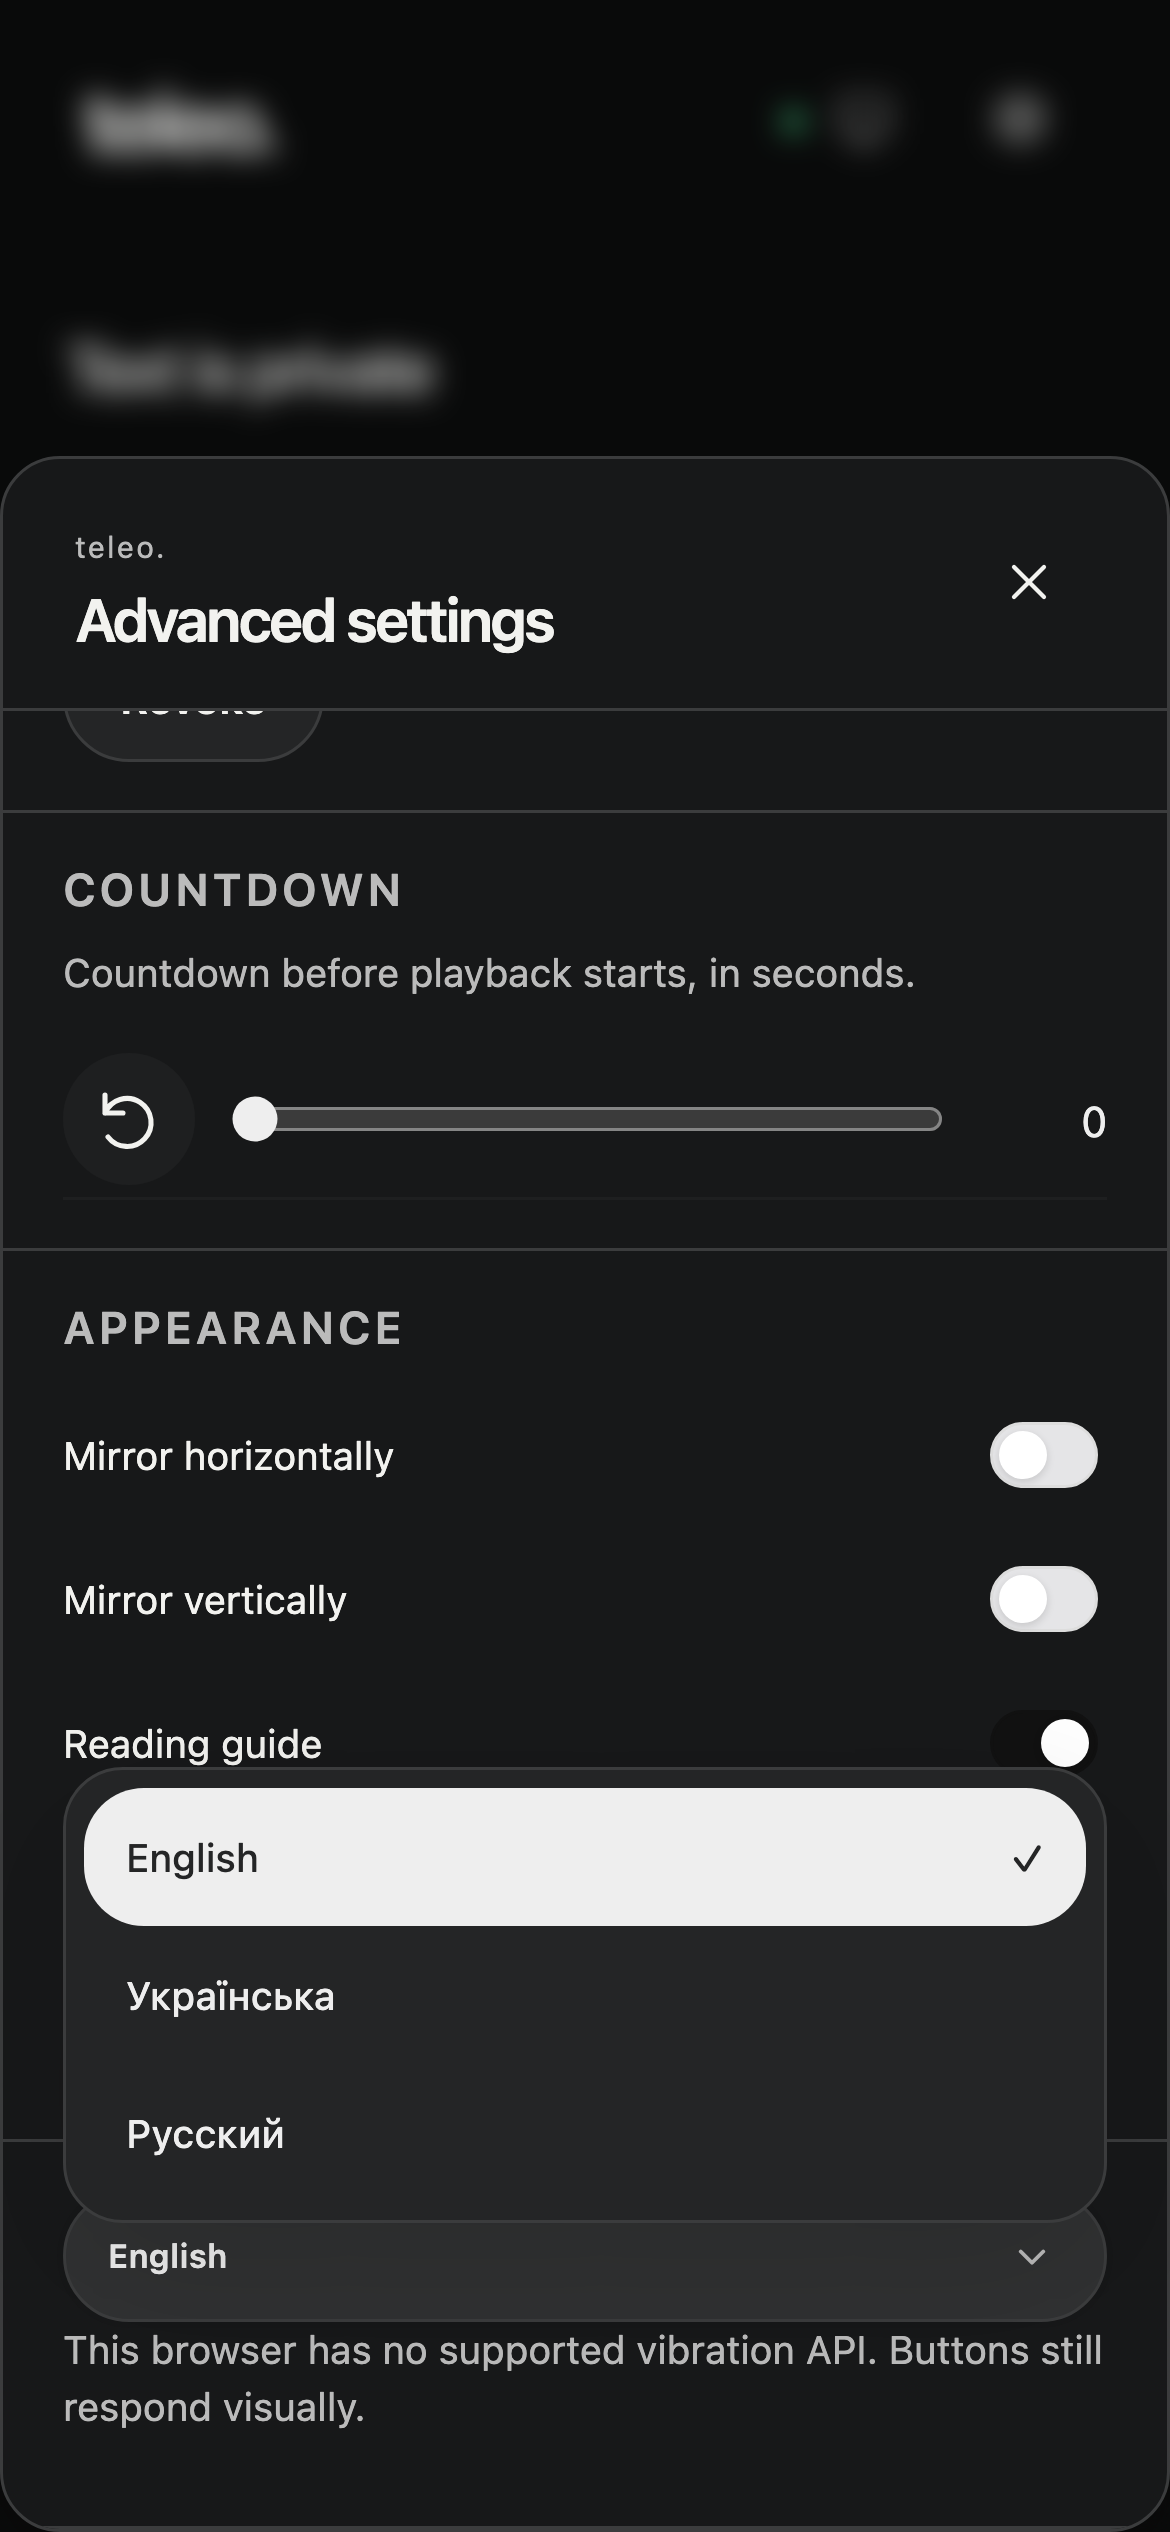 teleo.
Advanced settings
COUNTDOWN
Countdown before playback starts, in seconds.
0
APPEARANCE
Mirror horizontally
Mirror vertically
Reading guide
English
Українська
Русский
English
This browser has no supported vibration API. Buttons still
respond visually.